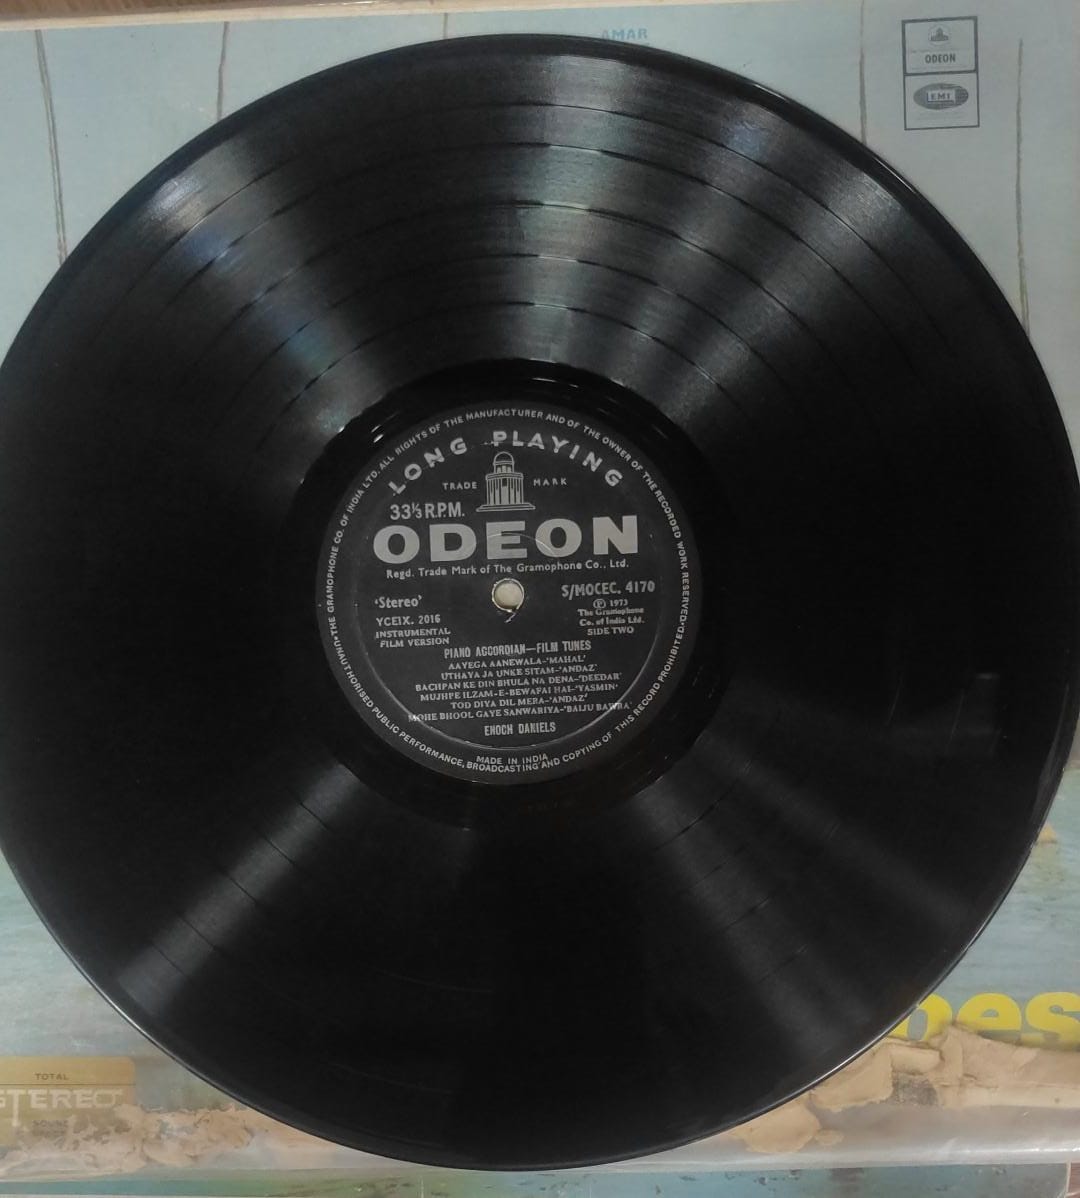 AMAR
ODEON
EMI
UNAUTHORISED PUBLIC PERFORMANCE, BROADCASTING AND COPYING OF THIS RECORD PROHIBITED•THE GRAMOPHONE CO. OF INDIA LTD. ALL RIGHTS OF THE MANUFACTURER AND OF THE OWNER OF THE RECORDED WORK RESERVED
LONG PLAYING
TRADE MARK
33⅓ R.P.M.
ODEON
Regd. Trade Mark of The Gramophone Co., Ltd.
'Stereo' S/MOCEC. 4170
YCEIX. 2016 Ⓟ 1973
INSTRUMENTAL The Gramophone
FILM VERSION Co. of India Ltd.
SIDE TWO
PIANO ACCORDIAN—FILM TUNES
AAYEGA AANEWALA-'MAHAL'
UTHAYA JA UNKE SITAM-'ANDAZ'
BACHPAN KE DIN BHULA NA DENA-'DEEDAR'
MUJHPE ILZAM-E-BEWAFAI HAI-'YASMIN'
TOD DIYA DIL MERA-'ANDAZ'
MOHE BHOOL GAYE SANWARIYA-'BAIJU BAWRA'
ENOCH DANIELS
MADE IN INDIA
oes
TOTAL
STEREO
SOUND